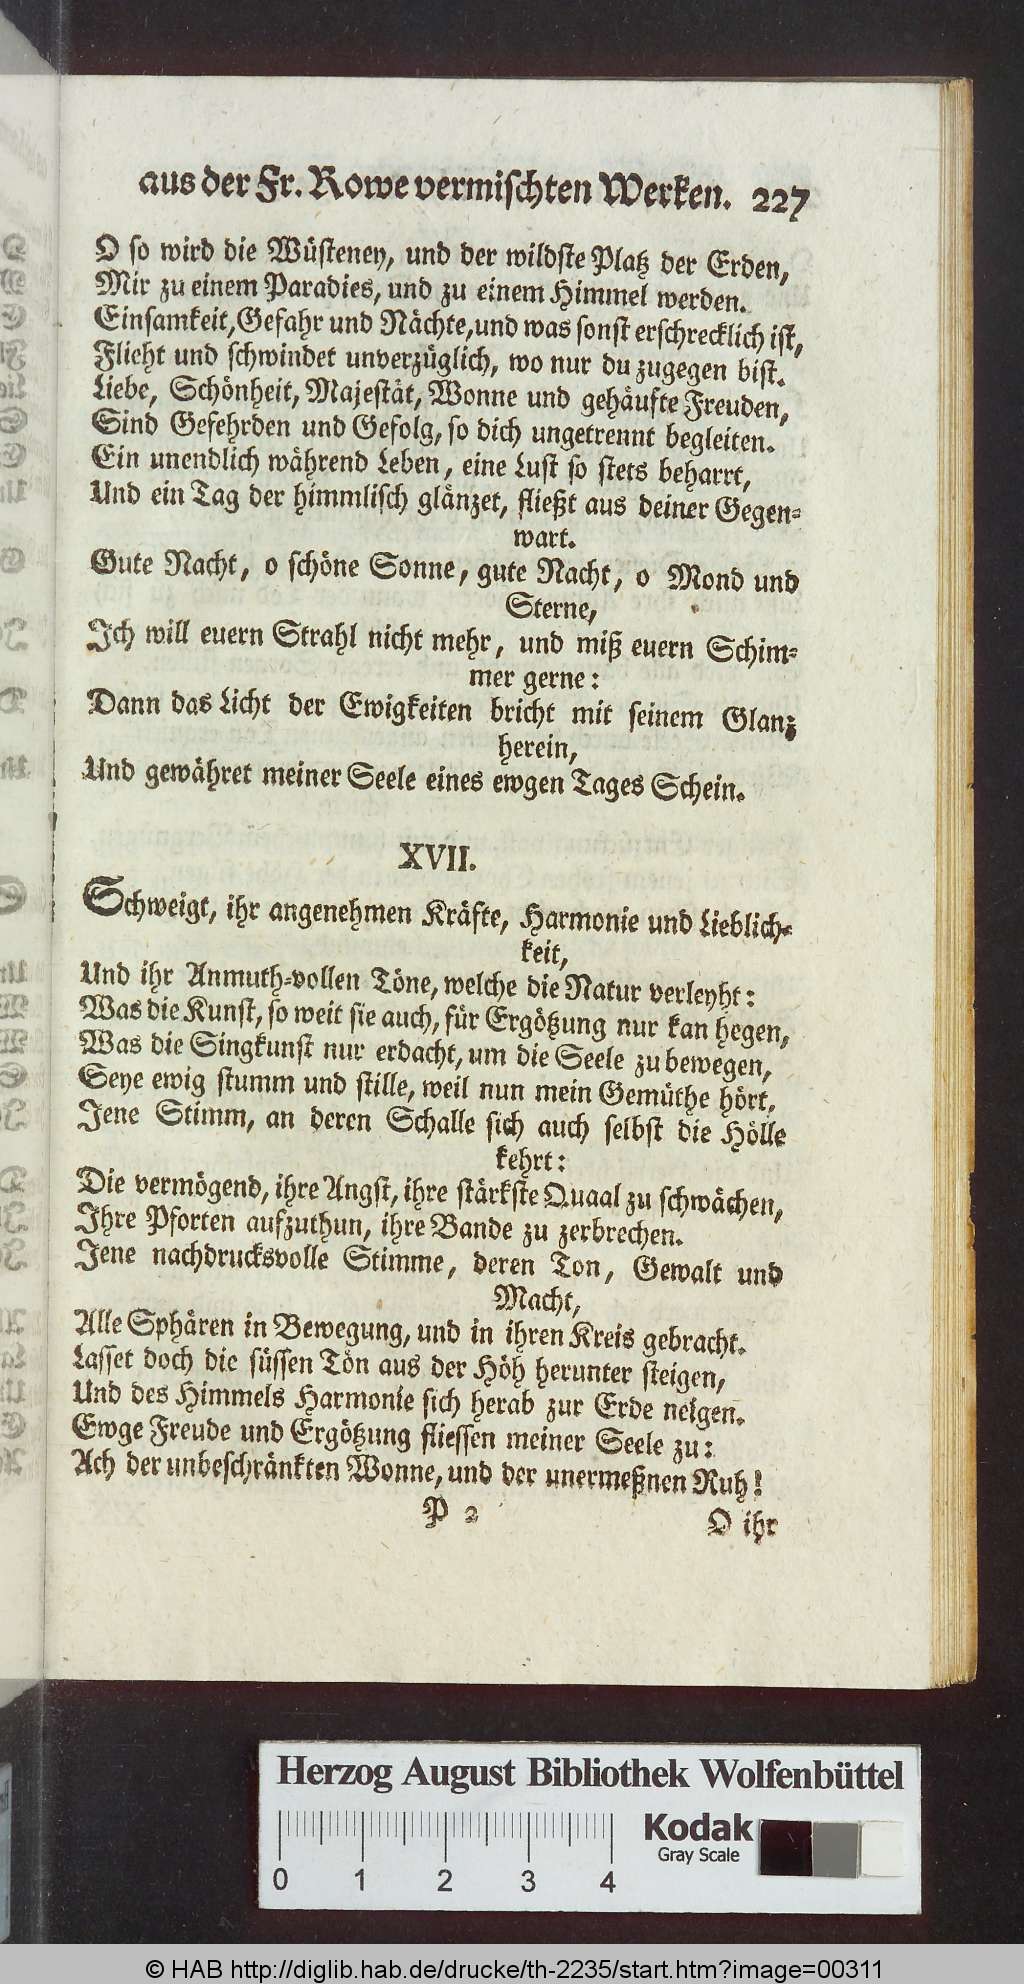 aus der Fr. Rowe vermischten Werken. 227
O so wird die Wüsteney, und der wildste Platz der Erden,
Mir zu einem Paradies, und zu einem Himmel werden.
Einsamkeit, Gefahr und Nächte, und was sonst erschrecklich ist,
Flieht und schwindet unverzüglich, wo nur du zugegen bist.
Liebe, Schönheit, Majestät, Wonne und gehäufte Freuden,
Sind Gefehrden und Gefolg, so dich ungetrennt begleiten.
Ein unendlich während Leben, eine Lust so stets beharrt,
Und ein Tag der himmlisch glänzet, fließt aus deiner Gegen-
wart.
Gute Nacht, o schöne Sonne, gute Nacht, o Mond und
Sterne,
Ich will euern Strahl nicht mehr, und miß euern Schim-
mer gerne:
Dann das Licht der Ewigkeiten bricht mit seinem Glanz
herein,
Und gewähret meiner Seele eines ewgen Tages Schein.
XVII.
Schweigt, ihr angenehmen Kräfte, Harmonie und Lieblich-
keit,
Und ihr Anmuth-vollen Töne, welche die Natur verleyht:
Was die Kunst, so weit sie auch, für Ergötzung nur kan hegen,
Was die Singkunst nur erdacht, um die Seele zu bewegen,
Seye ewig stumm und stille, weil nun mein Gemüthe hört,
Jene Stimm, an deren Schalle sich auch selbst die Hölle
kehrt:
Die vermögend, ihre Angst, ihre stärkste Quaal zu schwächen,
Ihre Pforten aufzuthun, ihre Bande zu zerbrechen.
Jene nachdrucksvolle Stimme, deren Ton, Gewalt und
Macht,
Alle Sphären in Bewegung, und in ihren Kreis gebracht.
Lasset doch die süssen Tön aus der Höh herunter steigen,
Und des Himmels Harmonie sich herab zur Erde neigen.
Ewge Freude und Ergötzung fliessen meiner Seele zu:
Ach der unbeschränkten Wonne, und der unermeßnen Ruh!
P 2
O ihr
Herzog August Bibliothek Wolfenbüttel
Kodak
Gray Scale
0 1 2 3 4
© HAB http://diglib.hab.de/drucke/th-2235/start.htm?image=00311